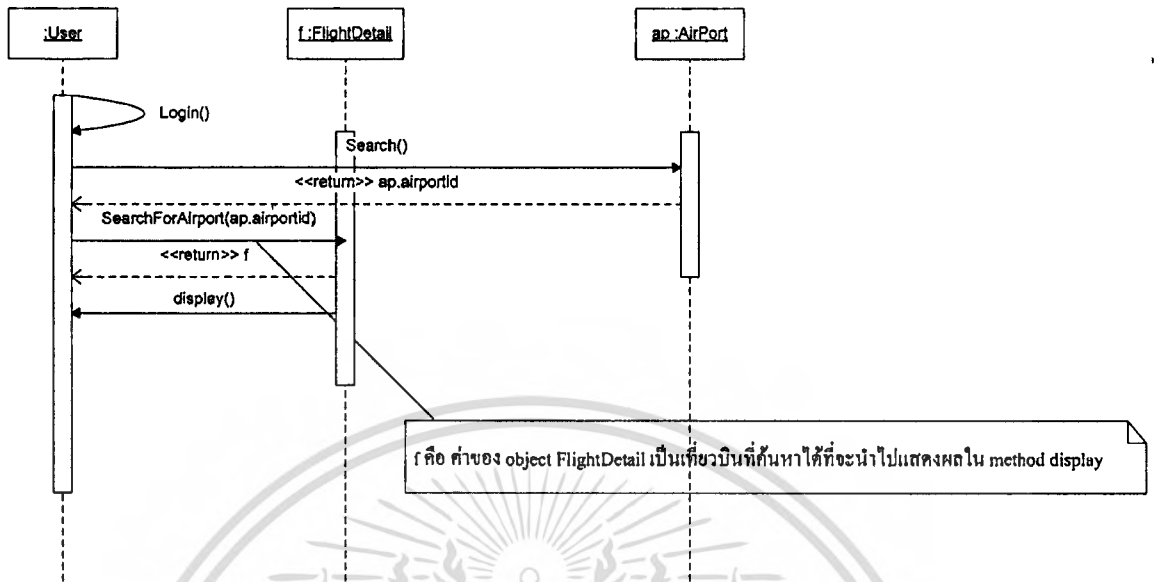 :User
f :FlightDetail
ap :AirPort
Login()
Search()
<<return>> ap.airportid
SearchForAirport(ap.airportid)
<<return>> f
display()
f คือ ค่าของ object FlightDetail เป็นเที่ยวบินที่ค้นหาได้ที่จะนำไปแสดงผลใน method display